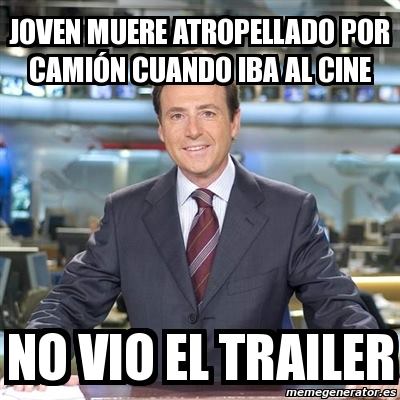 JOVEN MUERE ATROPELLADO POR
CAMIÓN CUANDO IBA AL CINE
NO VIO EL TRAILER
memegenerator.es